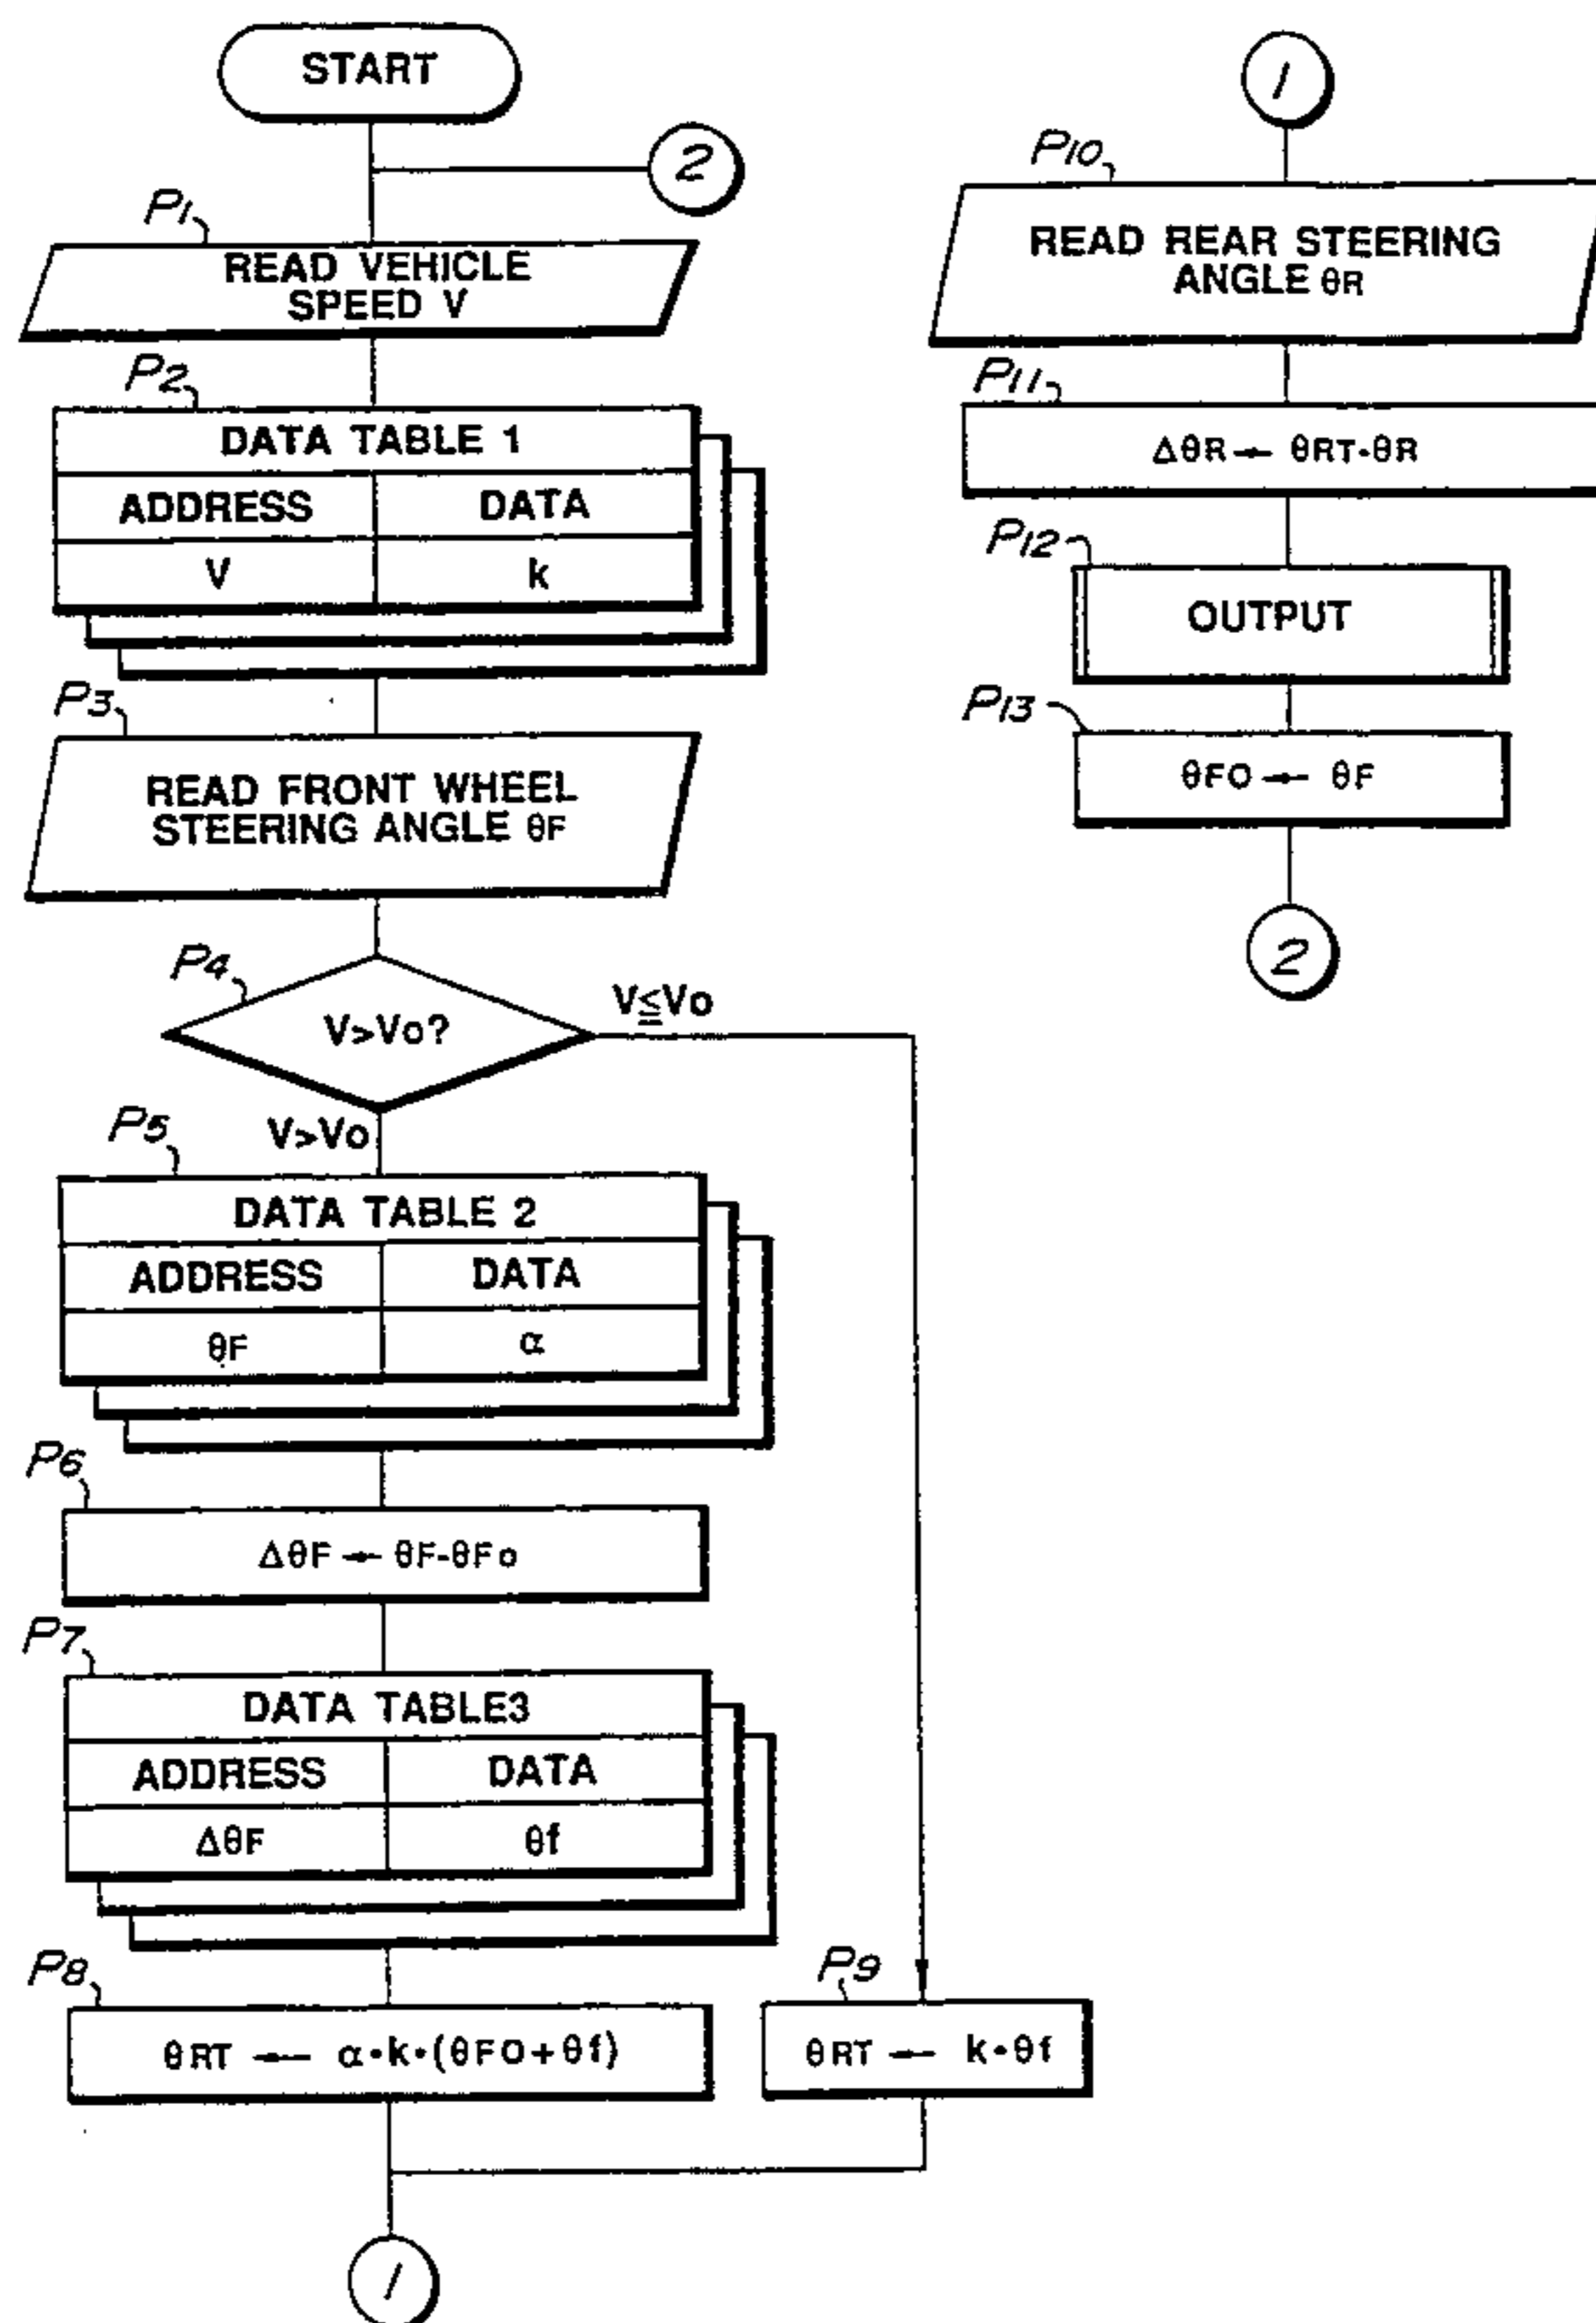 START
2
P1
READ VEHICLE
SPEED V
P2
DATA TABLE 1
ADDRESS DATA
V k
P3
READ FRONT WHEEL
STEERING ANGLE θF
P4
V>Vo?
V≦Vo
V>Vo
P5
DATA TABLE 2
ADDRESS DATA
θF α
P6
ΔθF ← θF-θFo
P7
DATA TABLE3
ADDRESS DATA
ΔθF θf
P8
θRT ← α·k·(θFO+θf)
P9
θRT ← k·θf
1
1
P10
READ REAR STEERING
ANGLE θR
P11
ΔθR ← θRT-θR
P12
OUTPUT
P13
θFO ← θF
2